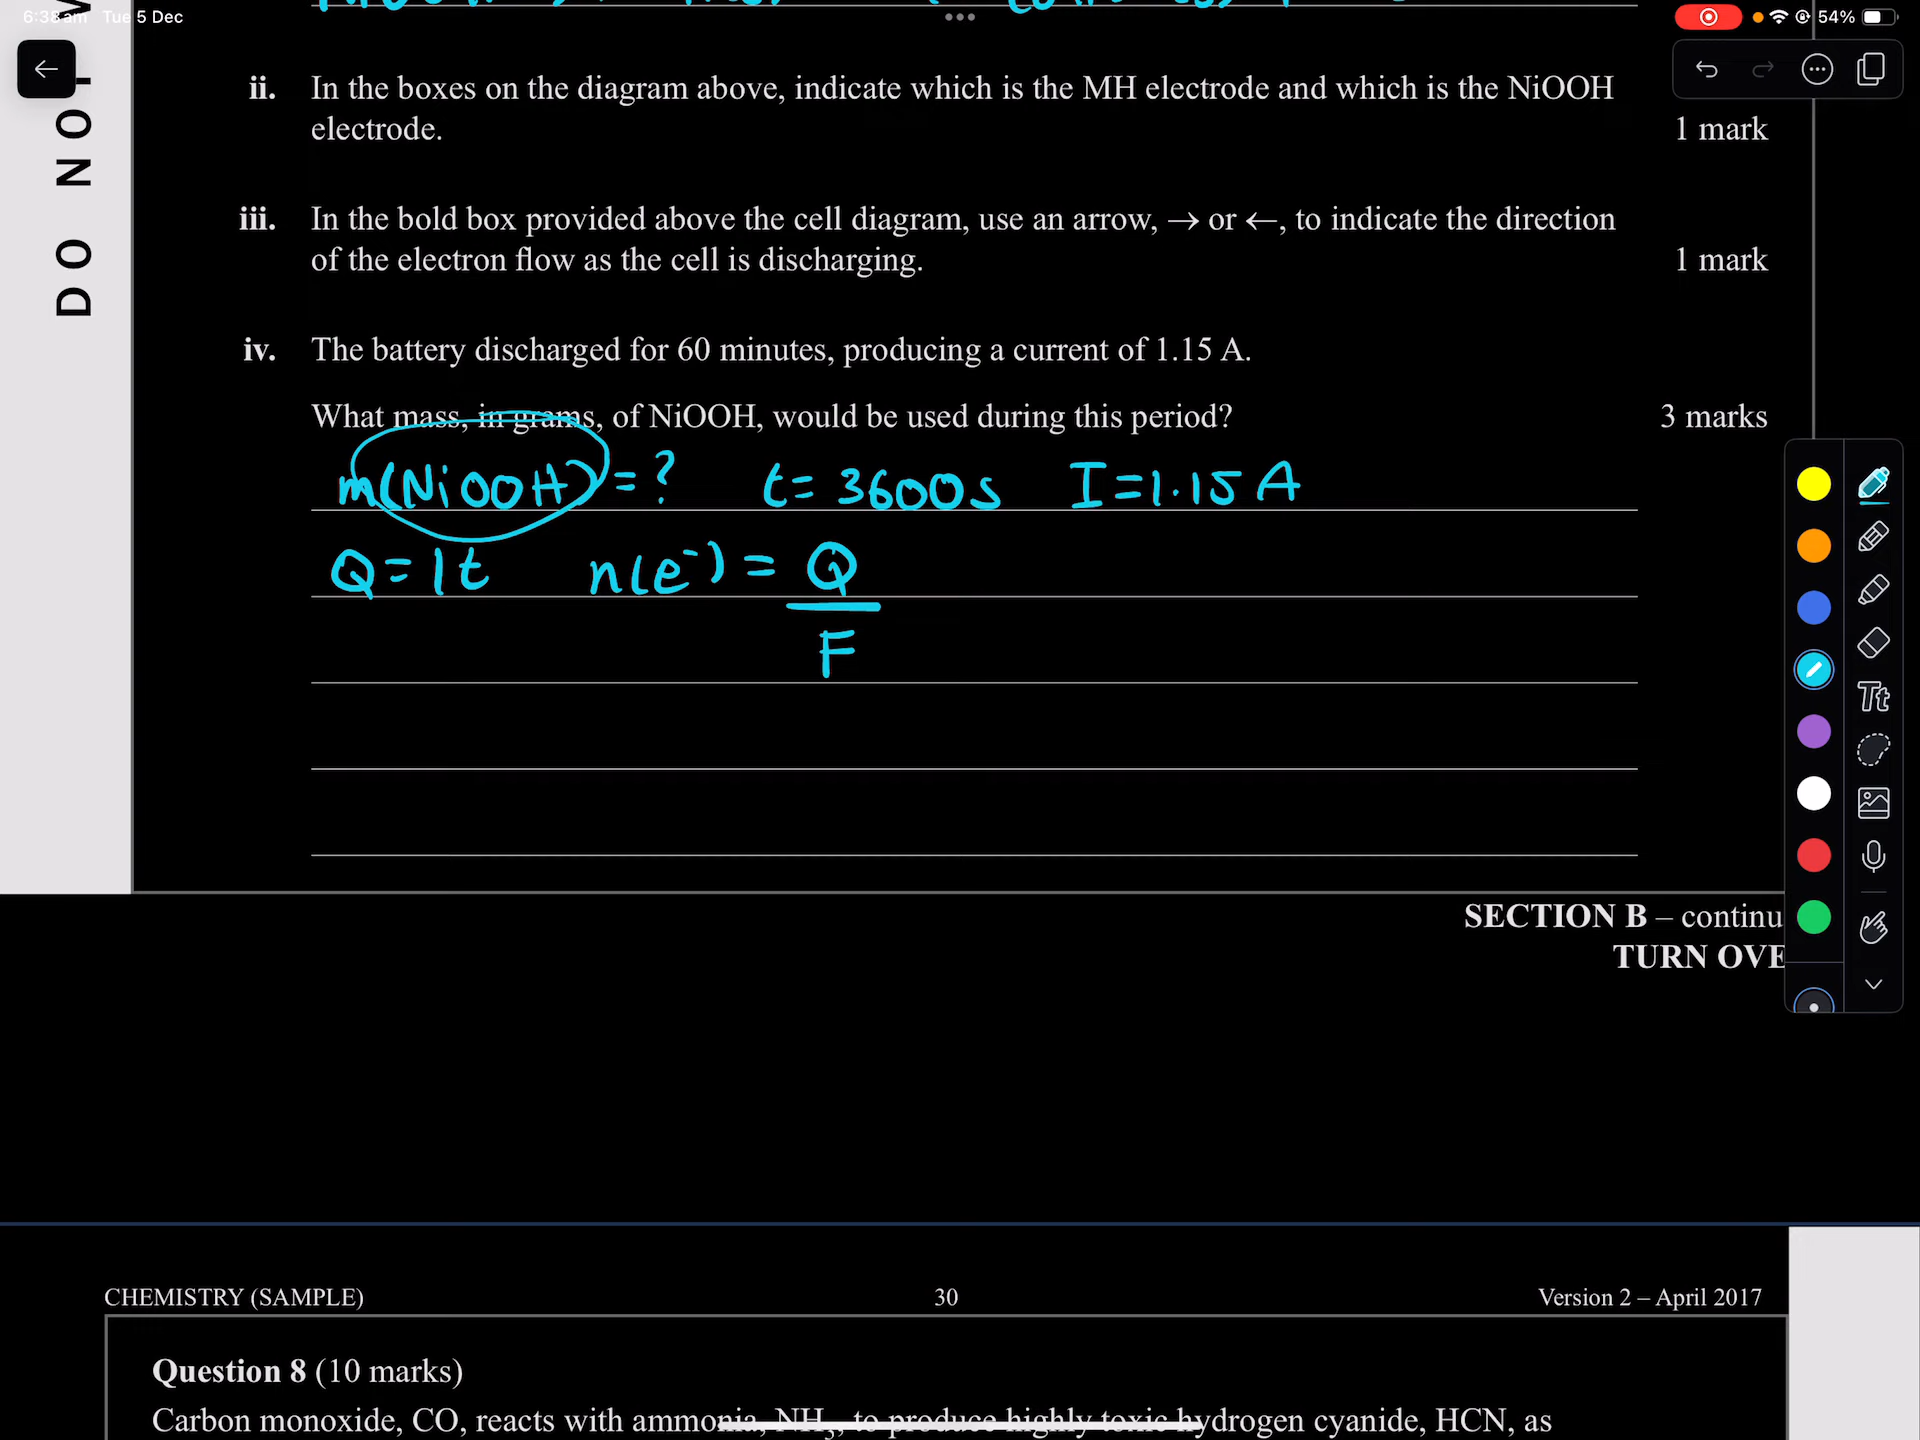 6:38am Tue 5 Dec
54%
DO NOT
ii. In the boxes on the diagram above, indicate which is the MH electrode and which is the NiOOH
electrode. 1 mark
iii. In the bold box provided above the cell diagram, use an arrow, → or ←, to indicate the direction
of the electron flow as the cell is discharging. 1 mark
iv. The battery discharged for 60 minutes, producing a current of 1.15 A.
What mass, in grams, of NiOOH, would be used during this period? 3 marks
m(NiOOH) = ? t = 3600s I = 1.15 A
Q = It n(e⁻) = Q
F
Tt
SECTION B – continu
TURN OVE
CHEMISTRY (SAMPLE) 30 Version 2 – April 2017
Question 8 (10 marks)
Carbon monoxide, CO, reacts with ammonia, NH₃, to produce highly toxic hydrogen cyanide, HCN, as